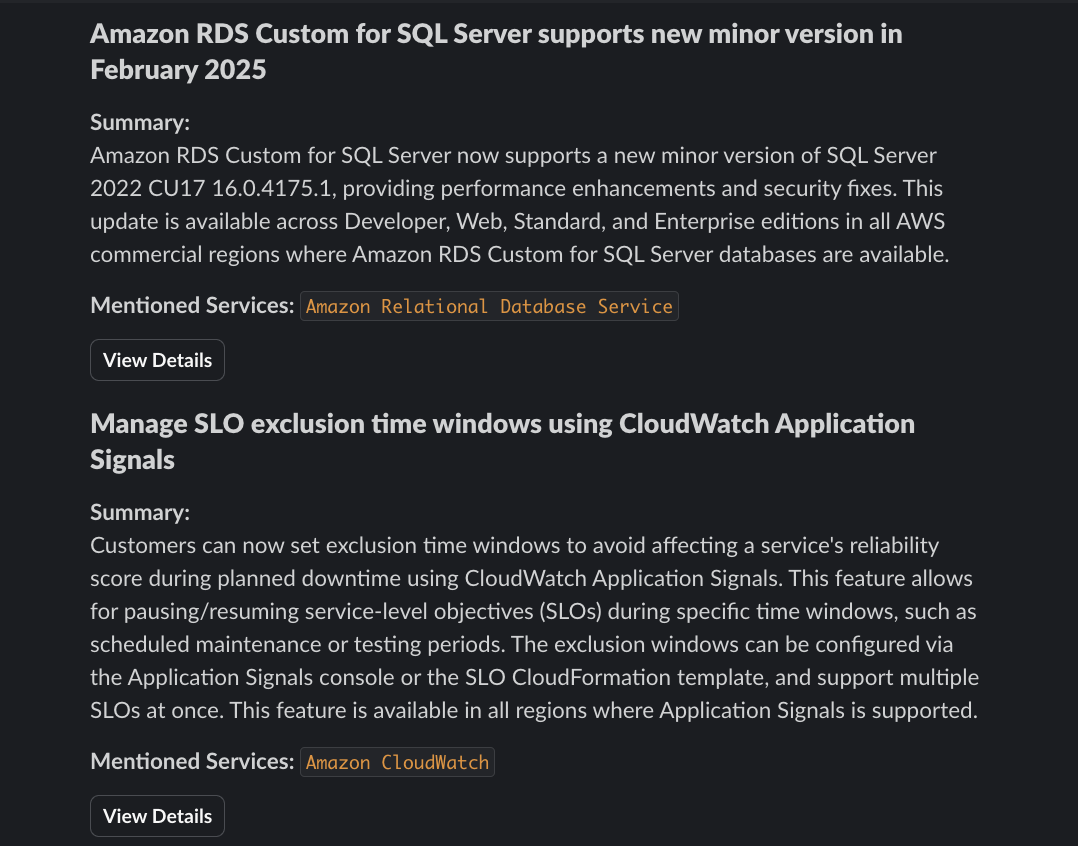 Amazon RDS Custom for SQL Server supports new minor version in
February 2025
Summary:
Amazon RDS Custom for SQL Server now supports a new minor version of SQL Server
2022 CU17 16.0.4175.1, providing performance enhancements and security fixes. This
update is available across Developer, Web, Standard, and Enterprise editions in all AWS
commercial regions where Amazon RDS Custom for SQL Server databases are available.
Mentioned Services: Amazon Relational Database Service
View Details
Manage SLO exclusion time windows using CloudWatch Application
Signals
Summary:
Customers can now set exclusion time windows to avoid affecting a service's reliability
score during planned downtime using CloudWatch Application Signals. This feature allows
for pausing/resuming service-level objectives (SLOs) during specific time windows, such as
scheduled maintenance or testing periods. The exclusion windows can be configured via
the Application Signals console or the SLO CloudFormation template, and support multiple
SLOs at once. This feature is available in all regions where Application Signals is supported.
Mentioned Services: Amazon CloudWatch
View Details